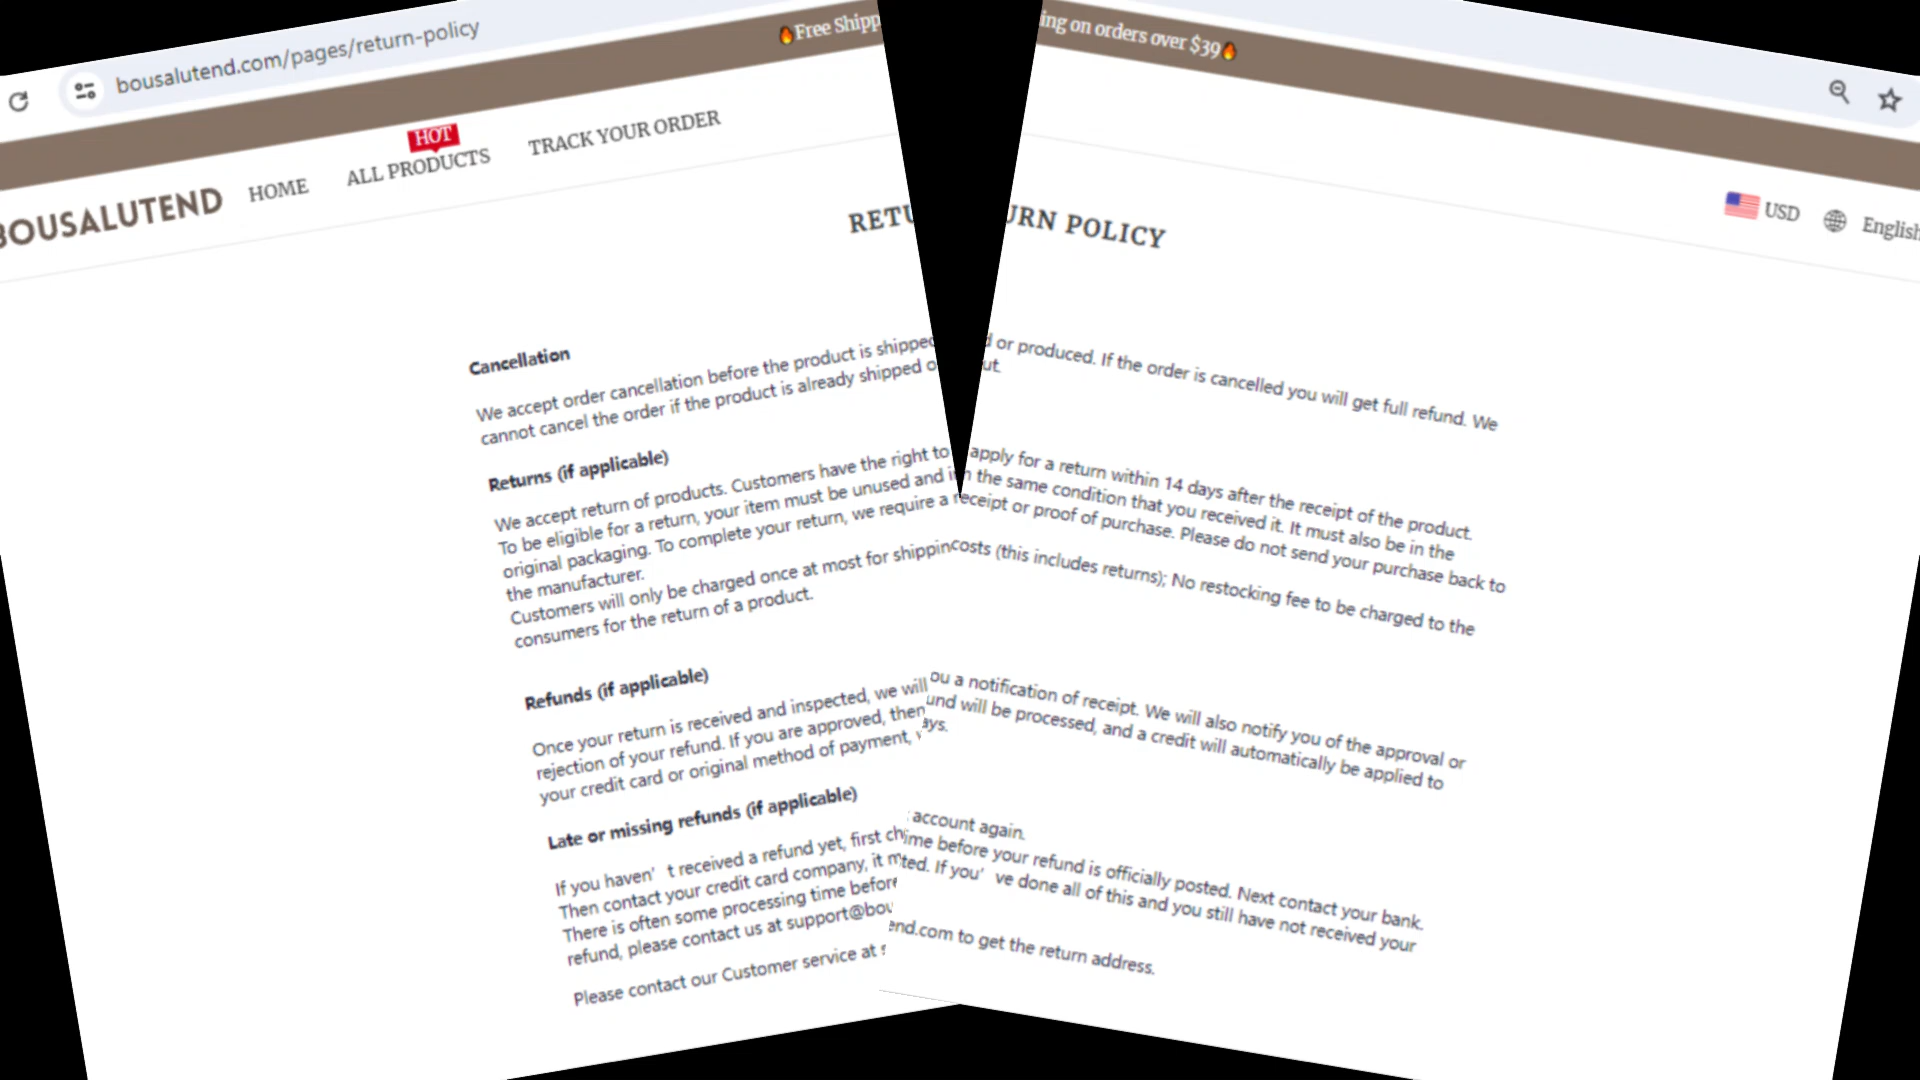 bousalutend.com/pages/return-policy
🔥Free Shipping on orders over $39🔥
HOT
BOUSALUTEND HOME ALL PRODUCTS TRACK YOUR ORDER USD English
RETURN POLICY
Cancellation
We accept order cancellation before the product is shipped or produced. If the order is cancelled you will get full refund. We
cannot cancel the order if the product is already shipped out.
Returns (if applicable)
We accept return of products. Customers have the right to apply for a return within 14 days after the receipt of the product.
To be eligible for a return, your item must be unused and in the same condition that you received it. It must also be in the
original packaging. To complete your return, we require a receipt or proof of purchase. Please do not send your purchase back to
the manufacturer.
Customers will only be charged once at most for shippin costs (this includes returns); No restocking fee to be charged to the
consumers for the return of a product.
Refunds (if applicable)
Once your return is received and inspected, we will ou a notification of receipt. We will also notify you of the approval or
rejection of your refund. If you are approved, then und will be processed, and a credit will automatically be applied to
your credit card or original method of payment, ays.
Late or missing refunds (if applicable)
If you haven' t received a refund yet, first ch account again.
Then contact your credit card company, it m ime before your refund is officially posted. Next contact your bank.
There is often some processing time before ted. If you' ve done all of this and you still have not received your
refund, please contact us at support@bou
Please contact our Customer service at s end.com to get the return address.